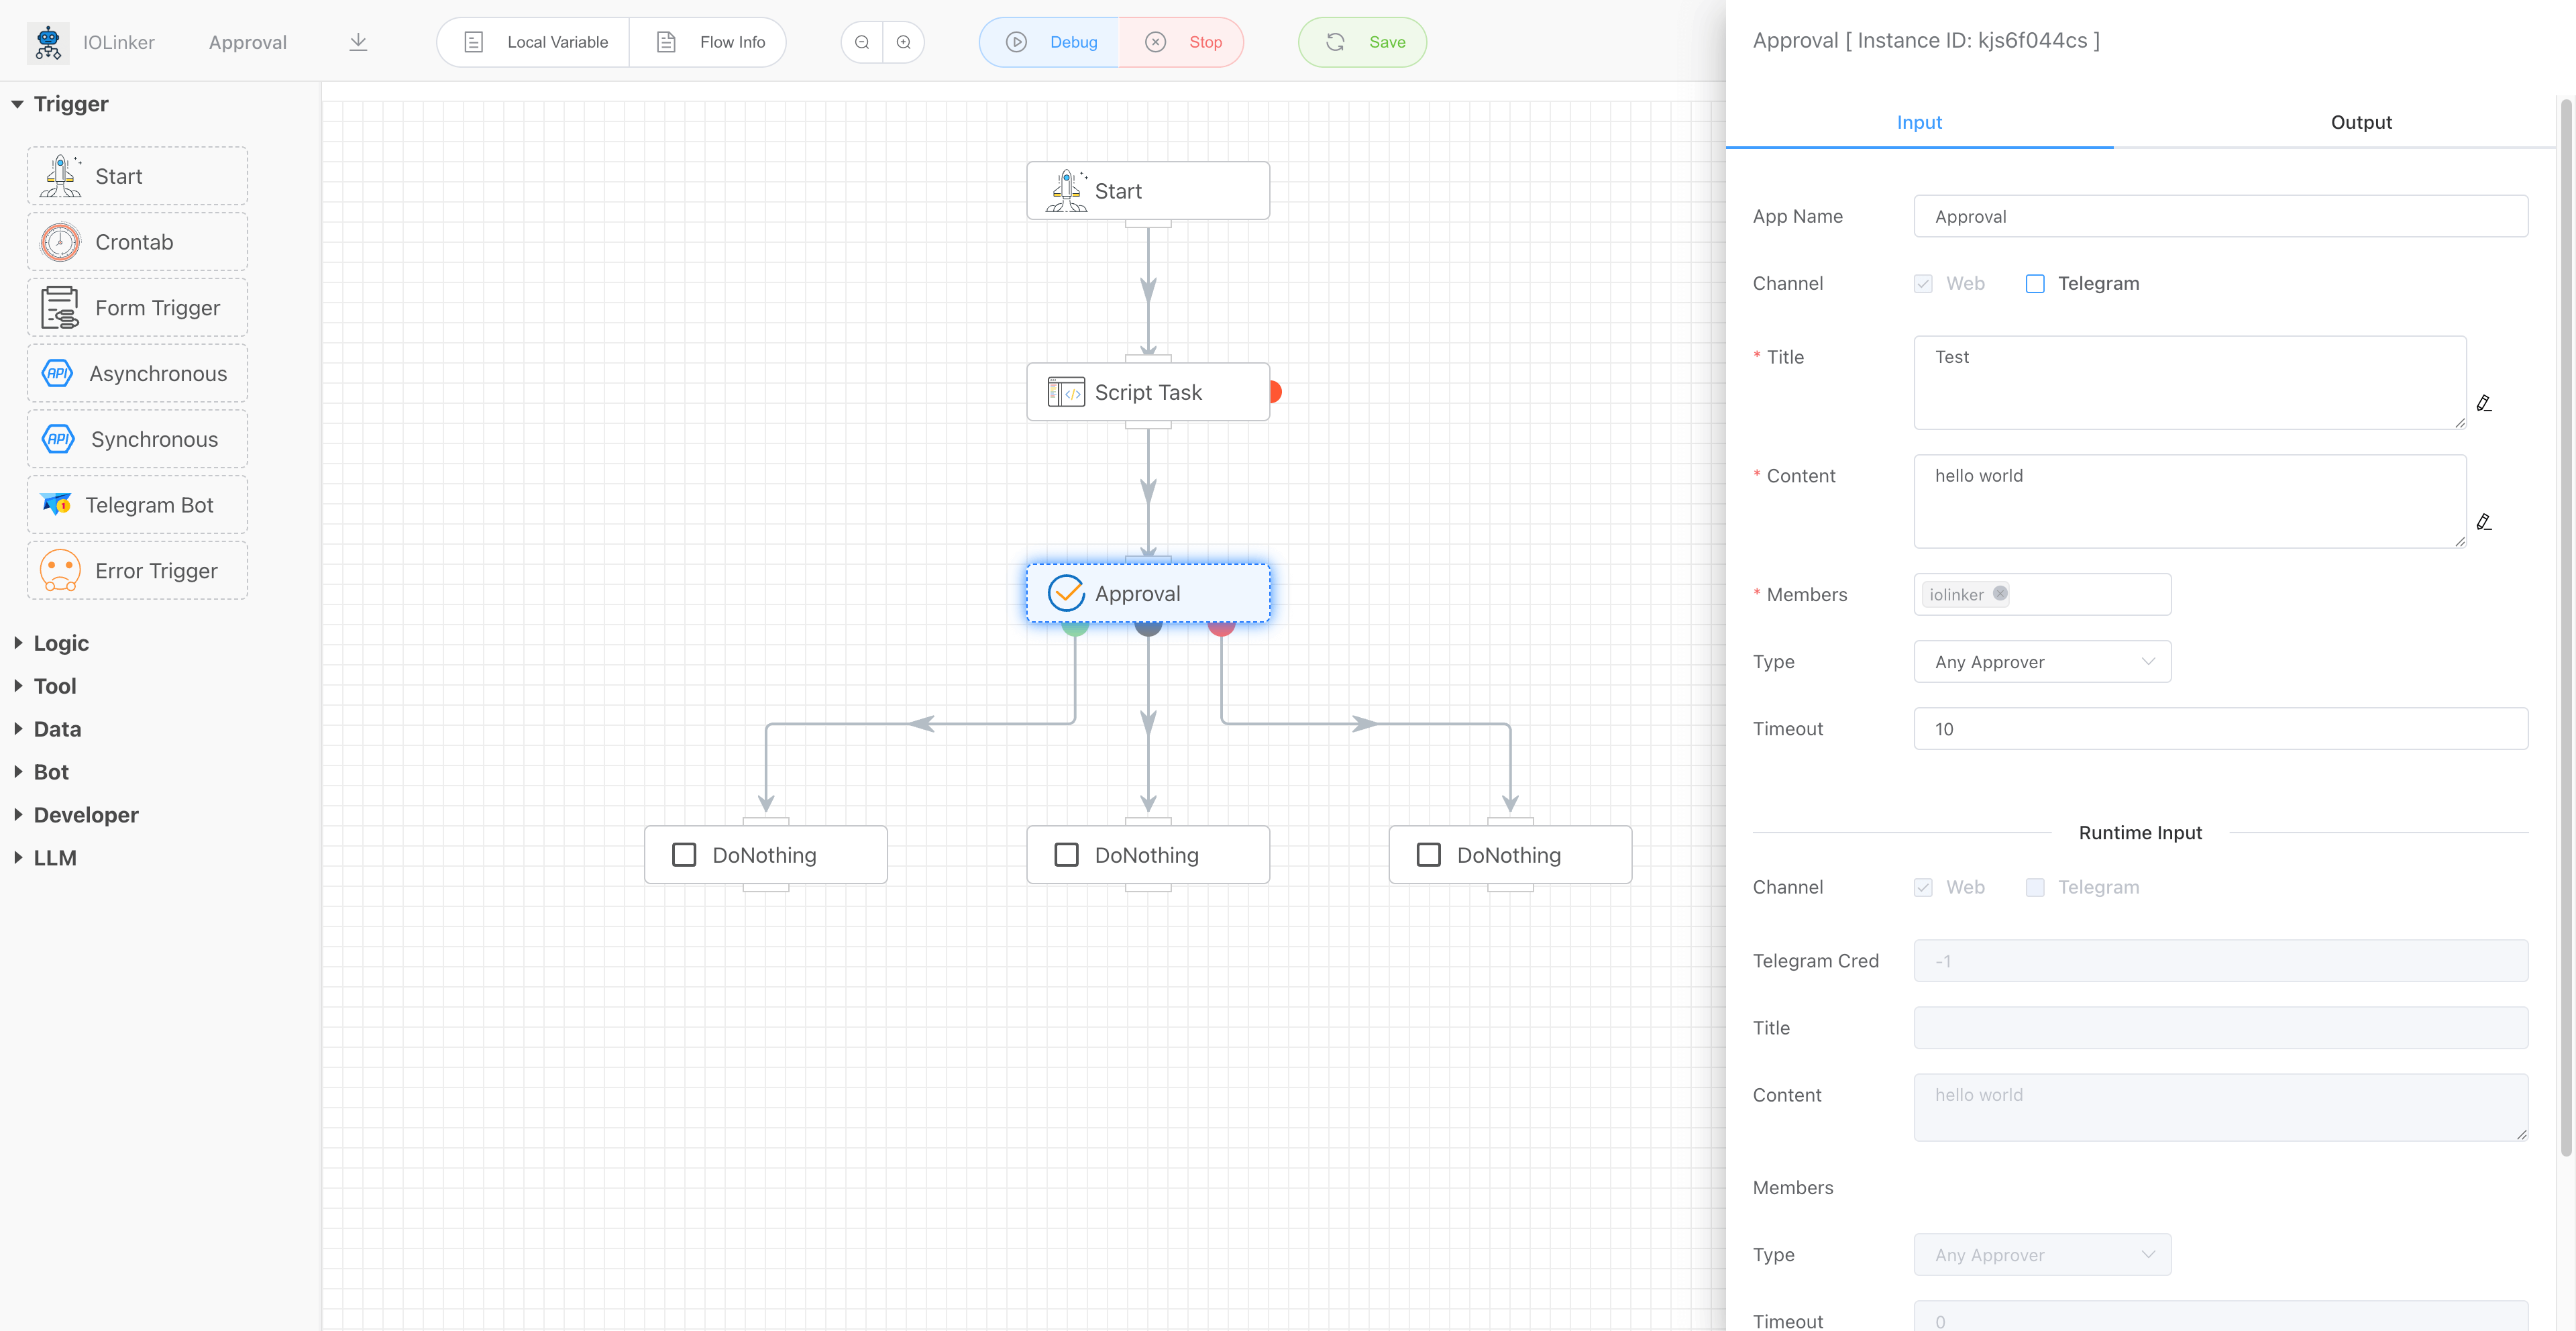 IOLinker
Approval
Local Variable
Flow Info
Debug
Stop
Save
Trigger
Start
Crontab
Form Trigger
API
Asynchronous
API
Synchronous
1
Telegram Bot
Error Trigger
Logic
Tool
Data
Bot
Developer
LLM
Start
</>
Script Task
Approval
DoNothing
DoNothing
DoNothing
Approval [ Instance ID: kjs6f044cs ]
Input
Output
App Name
Approval
Channel
Web
Telegram
* Title
Test
* Content
hello world
* Members
iolinker
Type
Any Approver
Timeout
10
Runtime Input
Channel
Web
Telegram
Telegram Cred
-1
Title
Content
hello world
Members
Type
Any Approver
Timeout
0